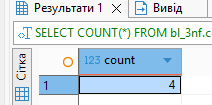 Результати 1
Вивід
SELECT COUNT(*) FROM bl_3nf.c
Сітка
123 count
1
4